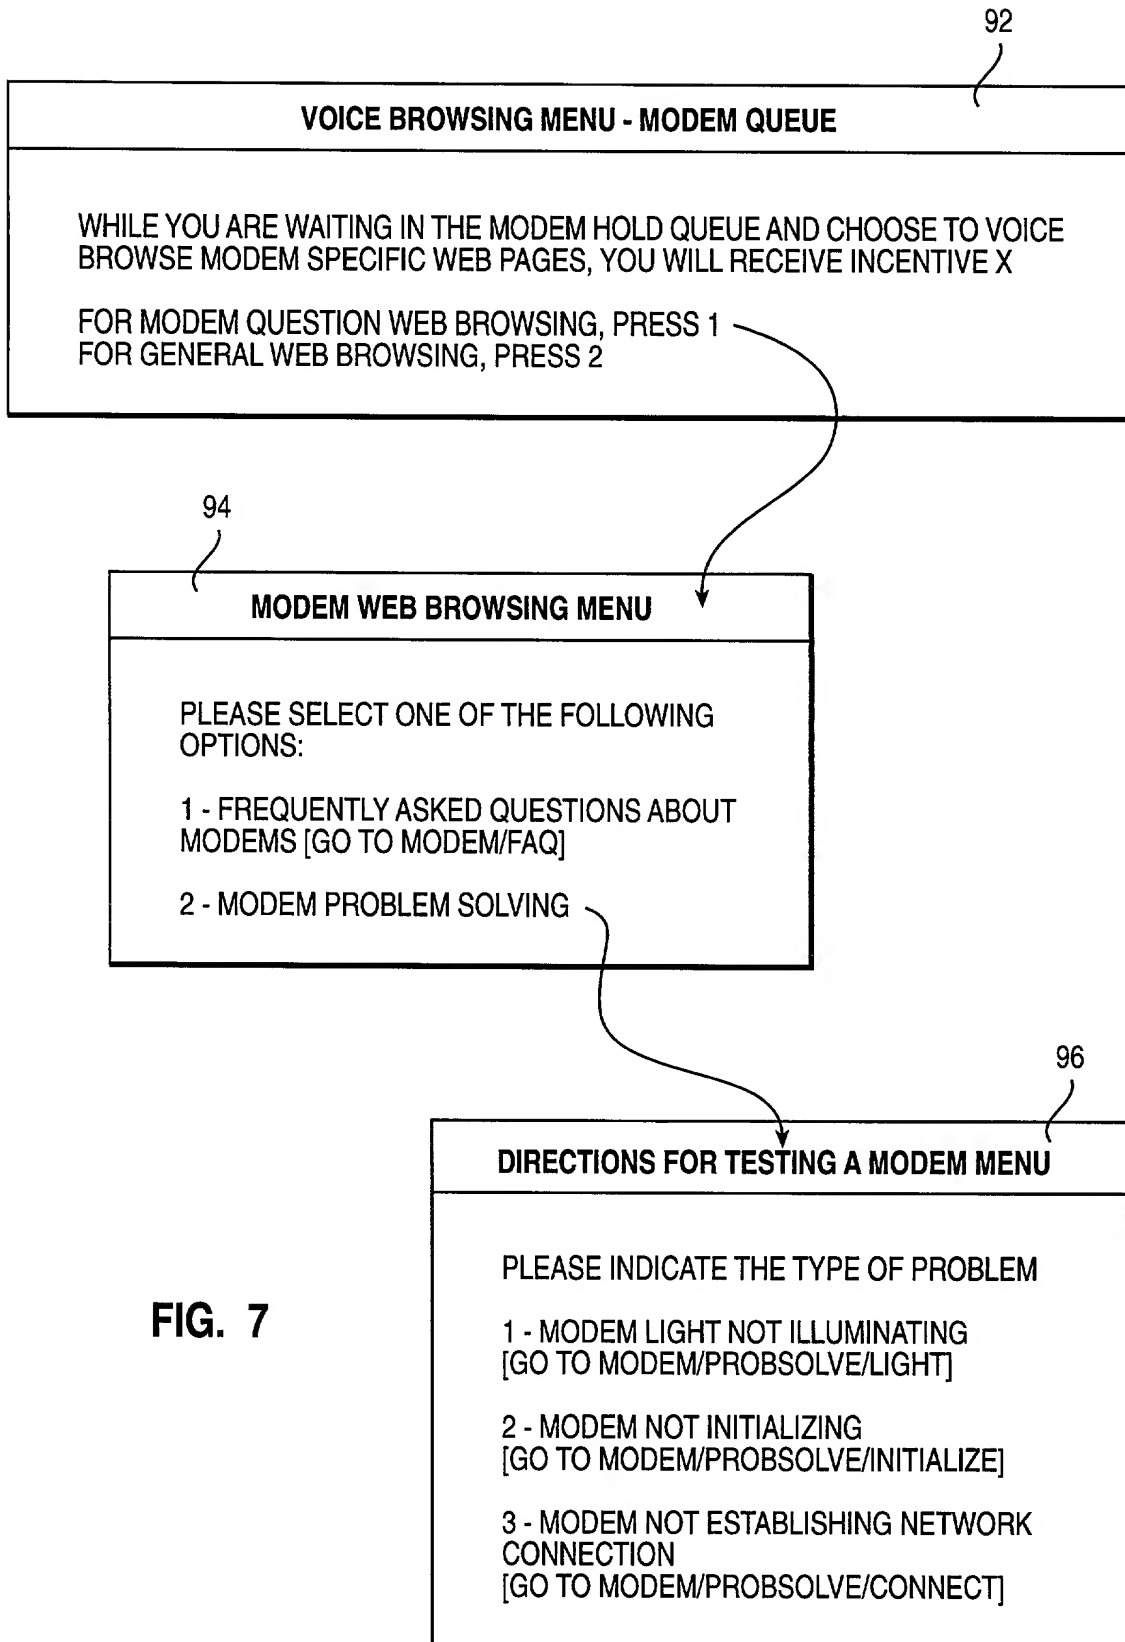 92
VOICE BROWSING MENU - MODEM QUEUE
WHILE YOU ARE WAITING IN THE MODEM HOLD QUEUE AND CHOOSE TO VOICE
BROWSE MODEM SPECIFIC WEB PAGES, YOU WILL RECEIVE INCENTIVE X
FOR MODEM QUESTION WEB BROWSING, PRESS 1
FOR GENERAL WEB BROWSING, PRESS 2
94
MODEM WEB BROWSING MENU
PLEASE SELECT ONE OF THE FOLLOWING
OPTIONS:
1 - FREQUENTLY ASKED QUESTIONS ABOUT
MODEMS [GO TO MODEM/FAQ]
2 - MODEM PROBLEM SOLVING
96
DIRECTIONS FOR TESTING A MODEM MENU
PLEASE INDICATE THE TYPE OF PROBLEM
1 - MODEM LIGHT NOT ILLUMINATING
[GO TO MODEM/PROBSOLVE/LIGHT]
2 - MODEM NOT INITIALIZING
[GO TO MODEM/PROBSOLVE/INITIALIZE]
3 - MODEM NOT ESTABLISHING NETWORK
CONNECTION
[GO TO MODEM/PROBSOLVE/CONNECT]
FIG. 7